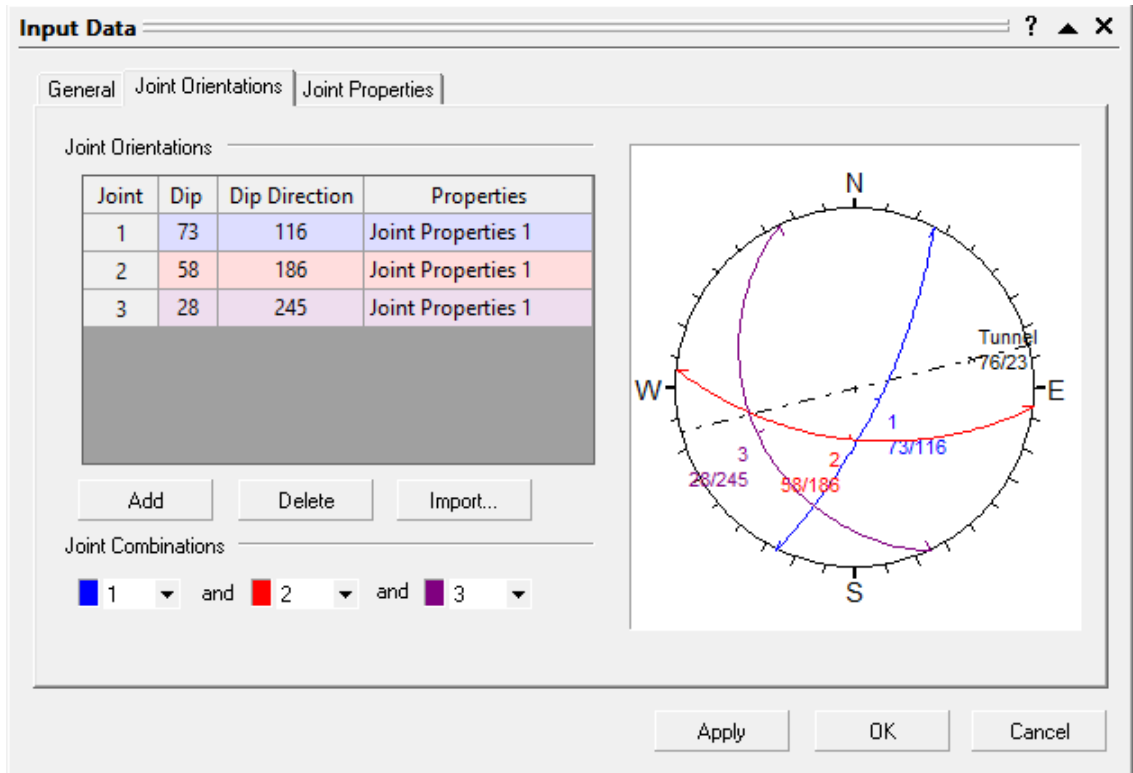 Input Data ?
General Joint Orientations Joint Properties
Joint Orientations
Joint Dip Dip Direction Properties
1 73 116 Joint Properties 1
2 58 186 Joint Properties 1
3 28 245 Joint Properties 1
Add Delete Import...
Joint Combinations
1 and 2 and 3
N
Tunnel
76/23
W E
1
73/116
3
28/245
2
58/186
S
Apply OK Cancel